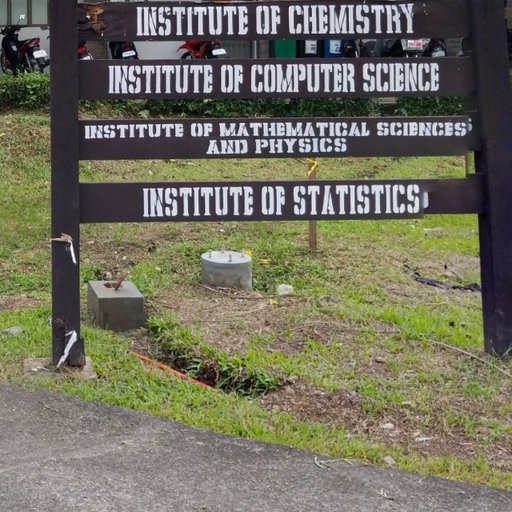 INSTITUTE OF CHEMISTRY
INSTITUTE OF COMPUTER SCIENCE
INSTITUTE OF MATHEMATICAL SCIENCES
AND PHYSICS
INSTITUTE OF STATISTICS